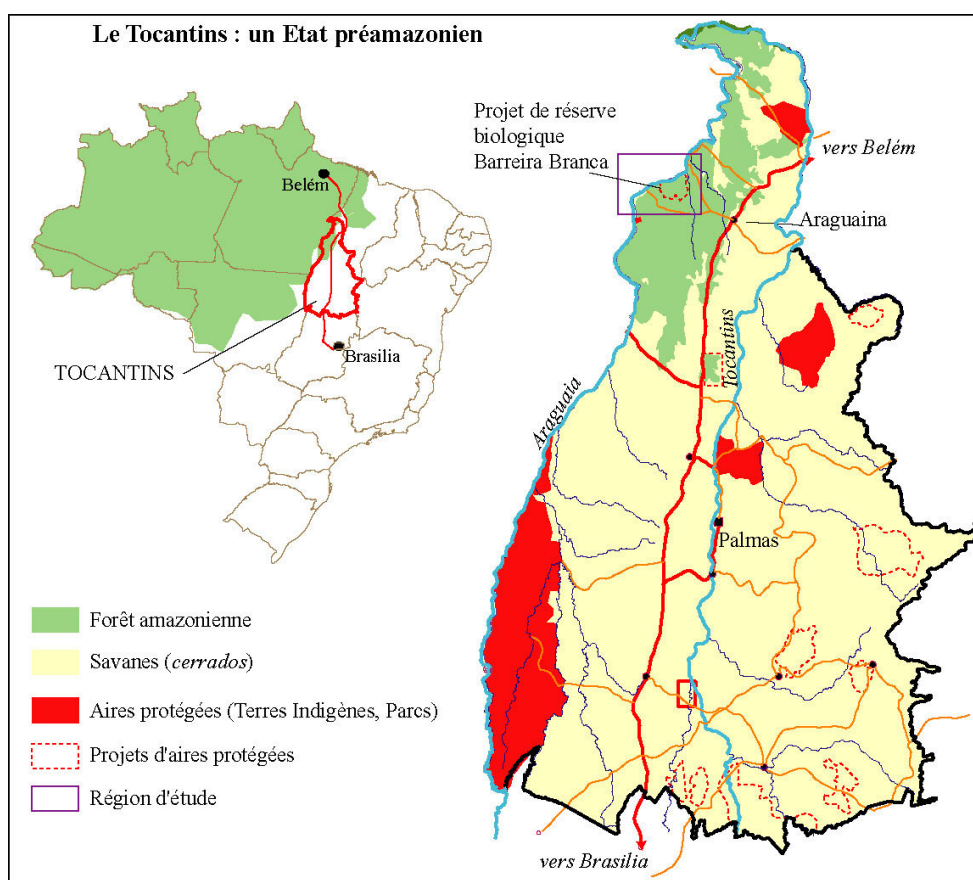 Le Tocantins : un Etat préamazonien
Projet de réserve
biologique
Barreira Branca
vers Belém
Belém
Araguaina
Brasilia
TOCANTINS
Tocantins
Araguaia
Palmas
Forêt amazonienne
Savanes (cerrados)
Aires protégées (Terres Indigènes, Parcs)
Projets d'aires protégées
Région d'étude
vers Brasilia